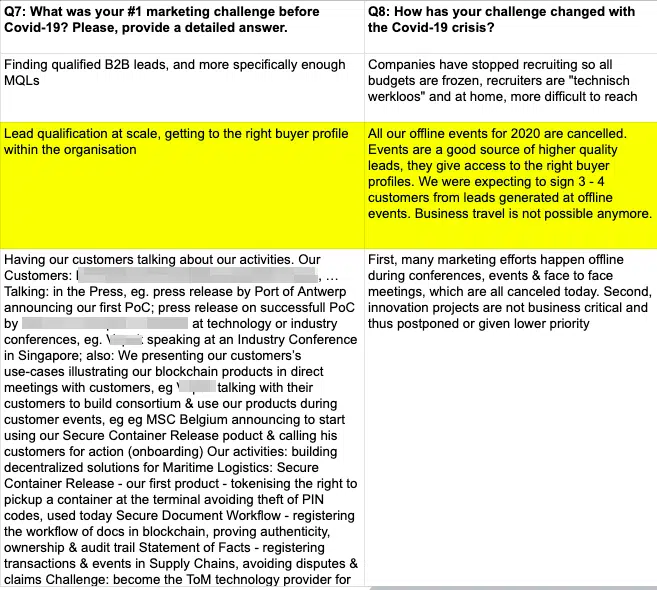 Q7: What was your #1 marketing challenge before
Covid-19? Please, provide a detailed answer.
Q8: How has your challenge changed with
the Covid-19 crisis?
Finding qualified B2B leads, and more specifically enough
MQLs
Companies have stopped recruiting so all
budgets are frozen, recruiters are "technisch
werkloos" and at home, more difficult to reach
Lead qualification at scale, getting to the right buyer profile
within the organisation
All our offline events for 2020 are cancelled.
Events are a good source of higher quality
leads, they give access to the right buyer
profiles. We were expecting to sign 3 - 4
customers from leads generated at offline
events. Business travel is not possible anymore.
Having our customers talking about our activities. Our
Customers: , …
Talking: in the Press, eg. press release by Port of Antwerp
announcing our first PoC; press release on successfull PoC
by at technology or industry
conferences, eg. speaking at an Industry Conference
in Singapore; also: We presenting our customers's
use-cases illustrating our blockchain products in direct
meetings with customers, eg talking with their
customers to build consortium & use our products during
customer events, eg eg MSC Belgium announcing to start
using our Secure Container Release poduct & calling his
customers for action (onboarding) Our activities: building
decentralized solutions for Maritime Logistics: Secure
Container Release - our first product - tokenising the right to
pickup a container at the terminal avoiding theft of PIN
codes, used today Secure Document Workflow - registering
the workflow of docs in blockchain, proving authenticity,
ownership & audit trail Statement of Facts - registering
transactions & events in Supply Chains, avoiding disputes &
claims Challenge: become the ToM technology provider for
First, many marketing efforts happen offline
during conferences, events & face to face
meetings, which are all canceled today. Second,
innovation projects are not business critical and
thus postponed or given lower priority